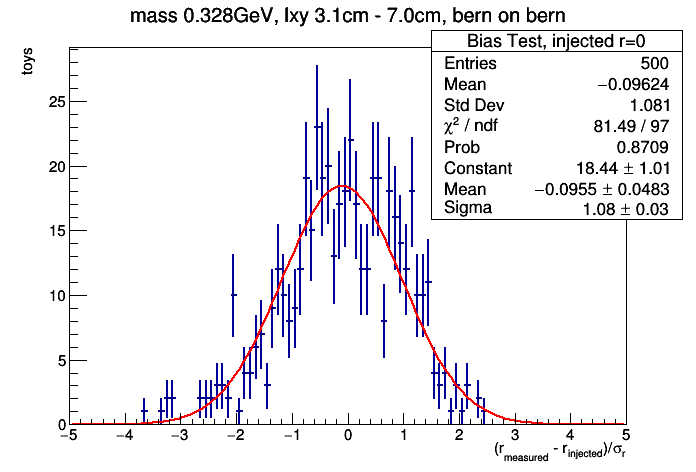 mass 0.328GeV, lxy 3.1cm - 7.0cm, bern on bern
toys
Bias Test, injected r=0
Entries 500
Mean −0.09624
Std Dev 1.081
χ² / ndf 81.49 / 97
Prob 0.8709
Constant 18.44 ± 1.01
Mean −0.0955 ± 0.0483
Sigma 1.08 ± 0.03
25
20
15
10
5
0
−5 −4 −3 −2 −1 0 1 2 3 4 5
(r_measured - r_injected)/σ_r